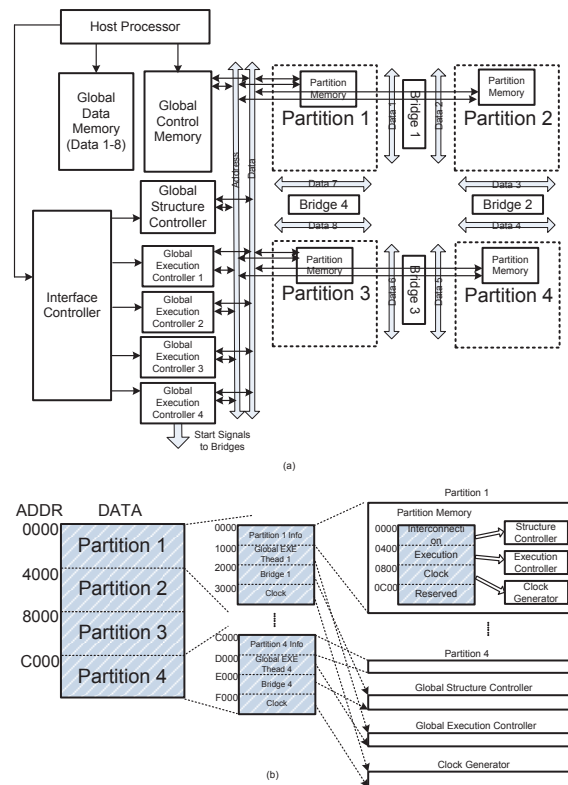 Host Processor
Global
Data
Memory
(Data 1-8)
Global
Control
Memory
Address
Data
Partition
Memory
Partition 1
Data 1
Bridge 1
Data 2
Partition
Memory
Partition 2
Global
Structure
Controller
Data 7
Bridge 4
Data 8
Data 3
Bridge 2
Data 4
Interface
Controller
Global
Execution
Controller 1
Global
Execution
Controller 2
Global
Execution
Controller 3
Global
Execution
Controller 4
Partition
Memory
Partition 3
Data 6
Bridge 3
Data 5
Partition
Memory
Partition 4
Start Signals
to Bridges
(a)
ADDR DATA
0000
Partition 1
4000
Partition 2
8000
Partition 3
C000
Partition 4
0000
Partition 1 Info
1000
Global EXE
Thead 1
2000
Bridge 1
3000
Clock
C000
Partition 4 Info
D000
Global EXE
Thead 4
E000
Bridge 4
F000
Clock
Partition 1
Partition Memory
0000
Interconnecti
on
0400
Execution
0800
Clock
0C00
Reserved
Structure
Controller
Execution
Controller
Clock
Generator
Partition 4
Global Structure Controller
Global Execution Controller
Clock Generator
(b)